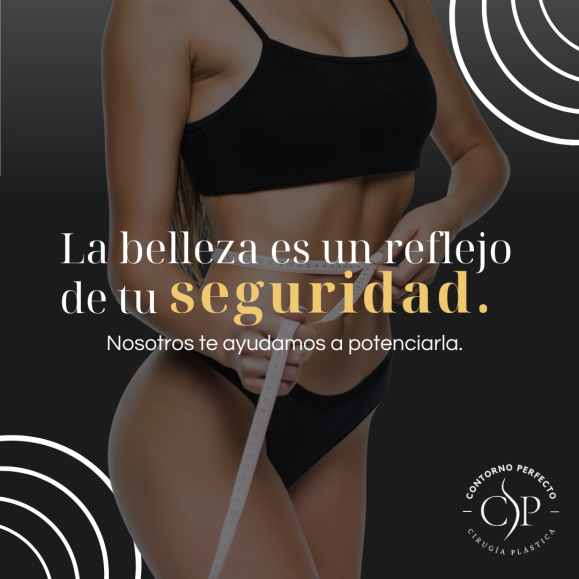 La belleza es un reflejo
de tu seguridad.
Nosotros te ayudamos a potenciarla.
CONTORNO PERFECTO
CP
CIRUGÍA PLÁSTICA